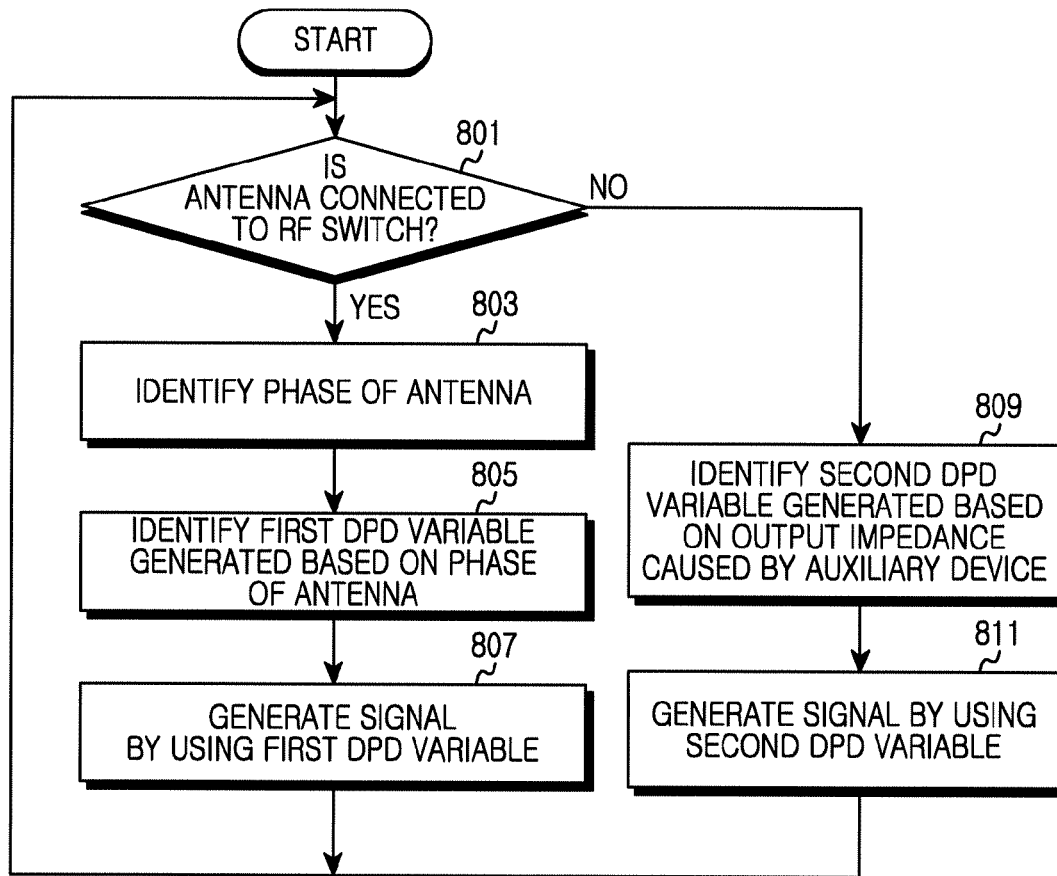 START
801
IS
ANTENNA CONNECTED
TO RF SWITCH?
NO
YES
803
IDENTIFY PHASE OF ANTENNA
805
IDENTIFY FIRST DPD VARIABLE
GENERATED BASED ON PHASE
OF ANTENNA
807
GENERATE SIGNAL
BY USING FIRST DPD VARIABLE
809
IDENTIFY SECOND DPD
VARIABLE GENERATED BASED
ON OUTPUT IMPEDANCE
CAUSED BY AUXILIARY DEVICE
811
GENERATE SIGNAL BY USING
SECOND DPD VARIABLE